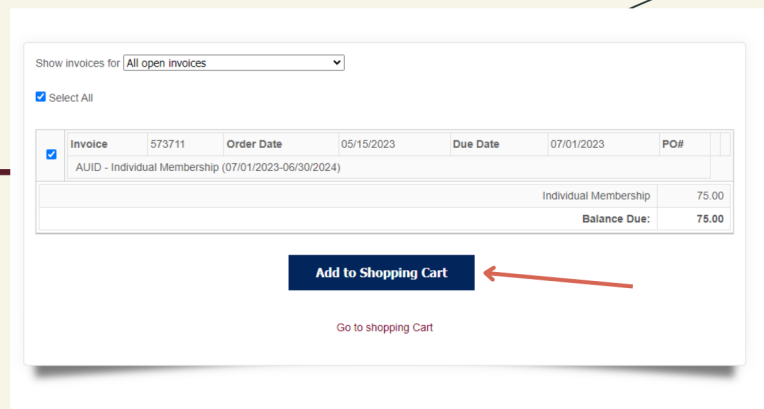 Show invoices for All open invoices
Select All
Invoice 573711 Order Date 05/15/2023 Due Date 07/01/2023 PO#
AUID - Individual Membership (07/01/2023-06/30/2024)
Individual Membership 75.00
Balance Due: 75.00
Add to Shopping Cart
Go to shopping Cart